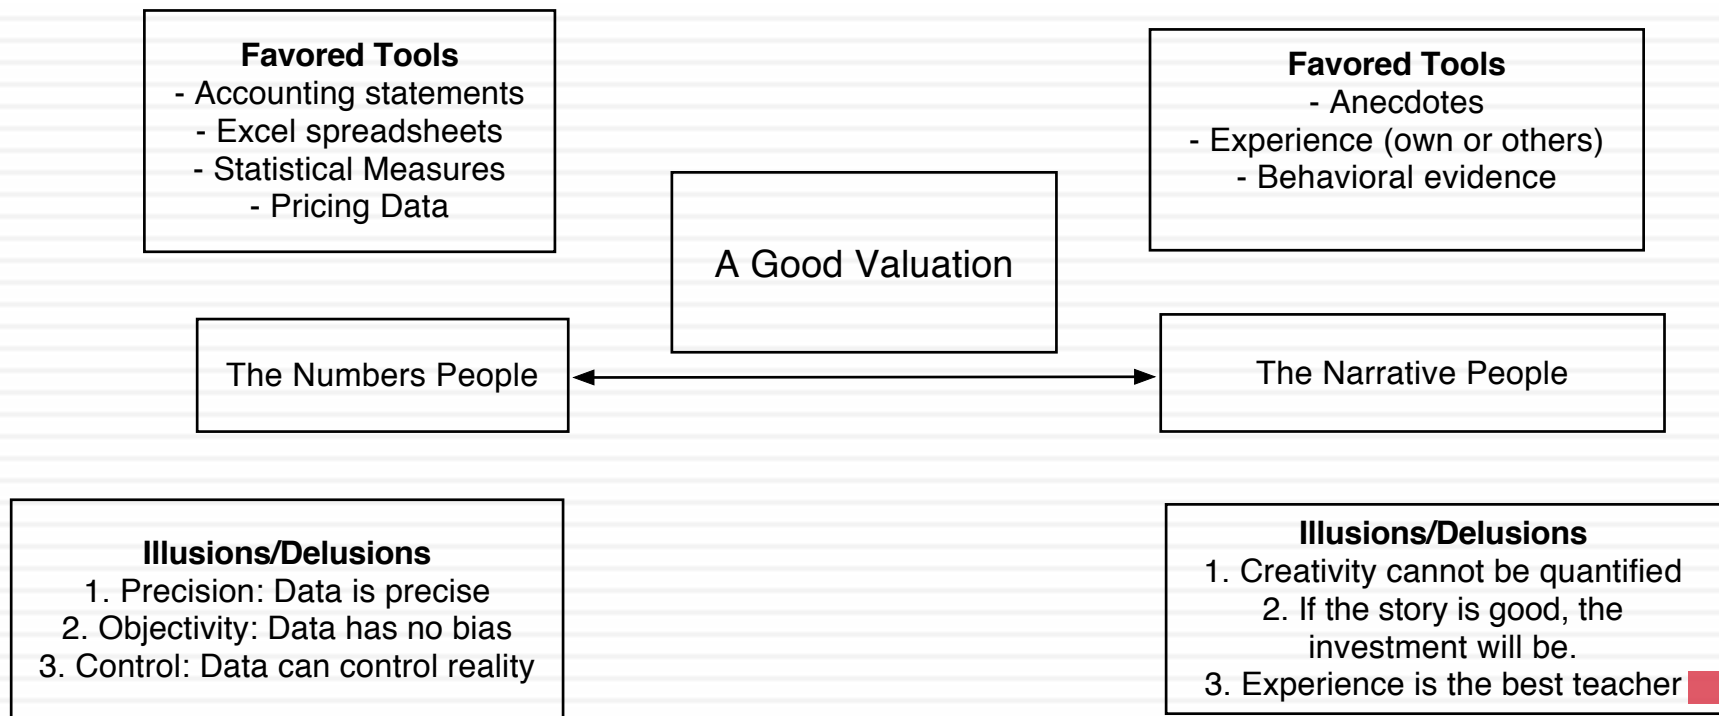 Favored Tools
- Accounting statements
- Excel spreadsheets
- Statistical Measures
- Pricing Data
Favored Tools
- Anecdotes
- Experience (own or others)
- Behavioral evidence
A Good Valuation
The Numbers People
The Narrative People
Illusions/Delusions
1. Precision: Data is precise
2. Objectivity: Data has no bias
3. Control: Data can control reality
Illusions/Delusions
1. Creativity cannot be quantified
2. If the story is good, the
investment will be.
3. Experience is the best teacher